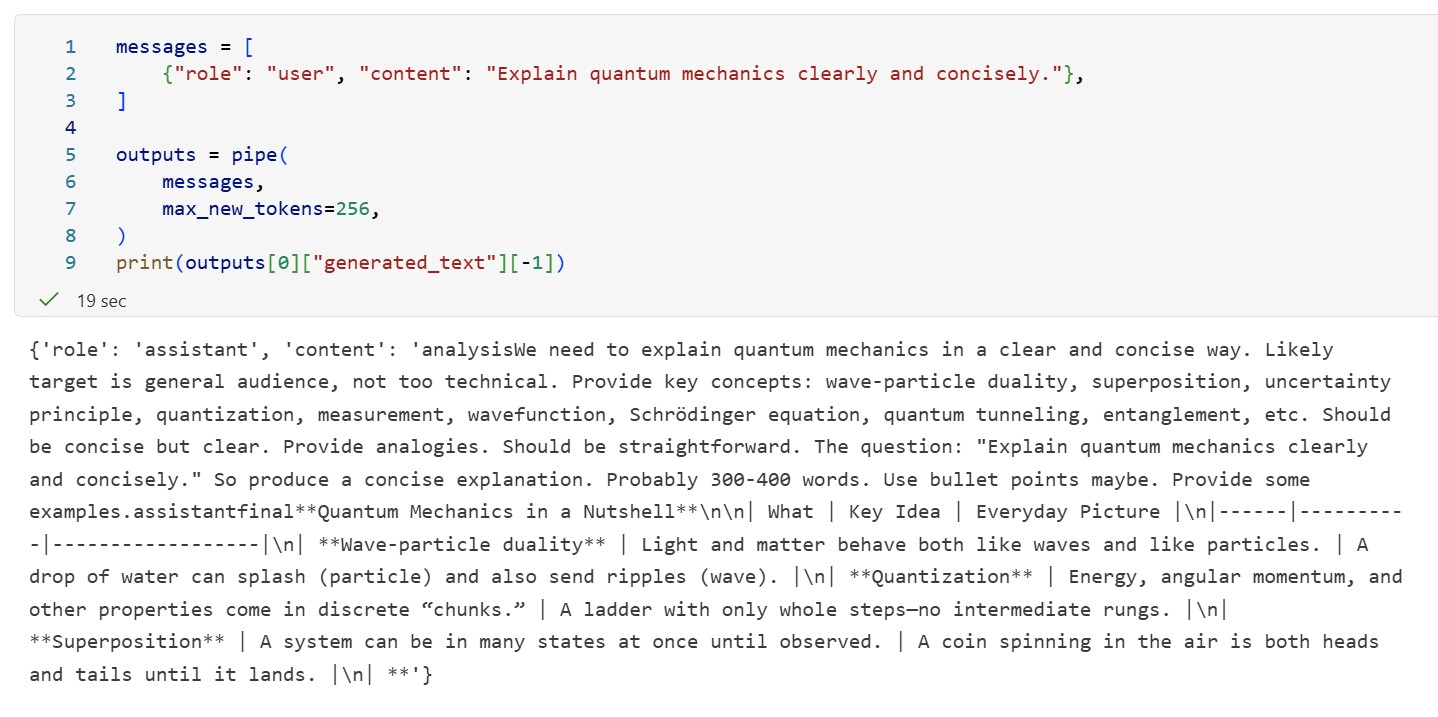 1 messages = [
2 {"role": "user", "content": "Explain quantum mechanics clearly and concisely."},
3 ]
4
5 outputs = pipe(
6 messages,
7 max_new_tokens=256,
8 )
9 print(outputs[0]["generated_text"][-1])
19 sec
{'role': 'assistant', 'content': 'analysisWe need to explain quantum mechanics in a clear and concise way. Likely
target is general audience, not too technical. Provide key concepts: wave-particle duality, superposition, uncertainty
principle, quantization, measurement, wavefunction, Schrödinger equation, quantum tunneling, entanglement, etc. Should
be concise but clear. Provide analogies. Should be straightforward. The question: "Explain quantum mechanics clearly
and concisely." So produce a concise explanation. Probably 300-400 words. Use bullet points maybe. Provide some
examples.assistantfinal**Quantum Mechanics in a Nutshell**\n\n| What | Key Idea | Everyday Picture |\n|------|---------
-|------------------|\n| **Wave-particle duality** | Light and matter behave both like waves and like particles. | A
drop of water can splash (particle) and also send ripples (wave). |\n| **Quantization** | Energy, angular momentum, and
other properties come in discrete “chunks.” | A ladder with only whole steps—no intermediate rungs. |\n|
**Superposition** | A system can be in many states at once until observed. | A coin spinning in the air is both heads
and tails until it lands. |\n| **'}